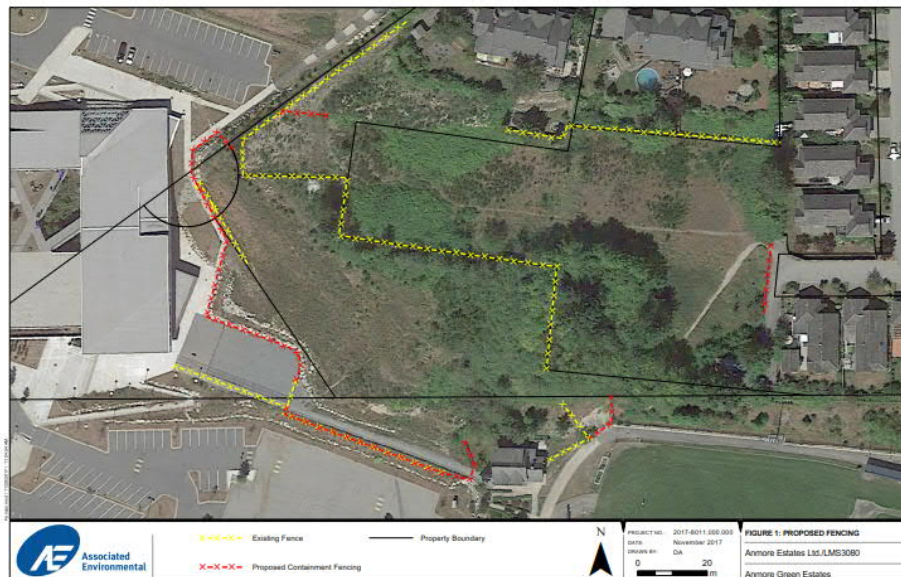 Associated
Environmental
Existing Fence
Property Boundary
Proposed Containment Fencing
N
0 20
m
PROJECT NO.: 2017-8011.000.000
DATE: November 2017
DRAWN BY: DA
FIGURE 1: PROPOSED FENCING
Anmore Estates Ltd./LMS3080
Anmore Green Estates